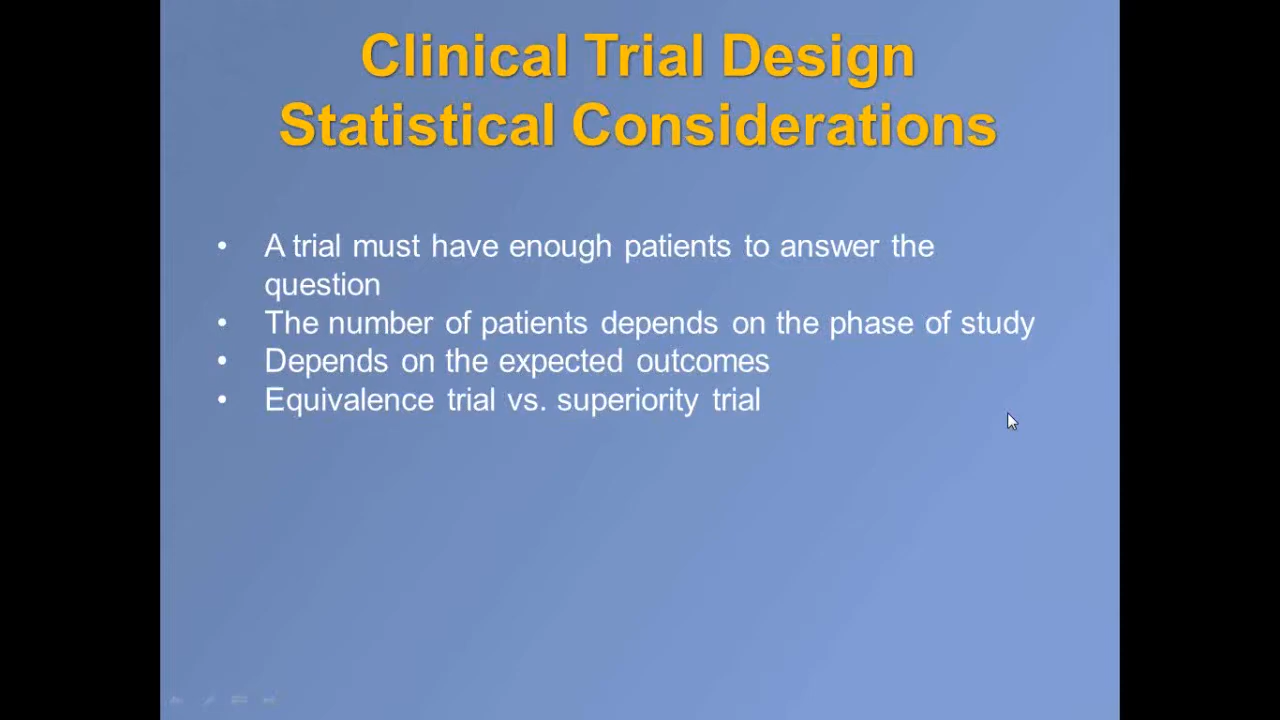 Clinical Trial Design
Statistical Considerations
• A trial must have enough patients to answer the
question
• The number of patients depends on the phase of study
• Depends on the expected outcomes
• Equivalence trial vs. superiority trial